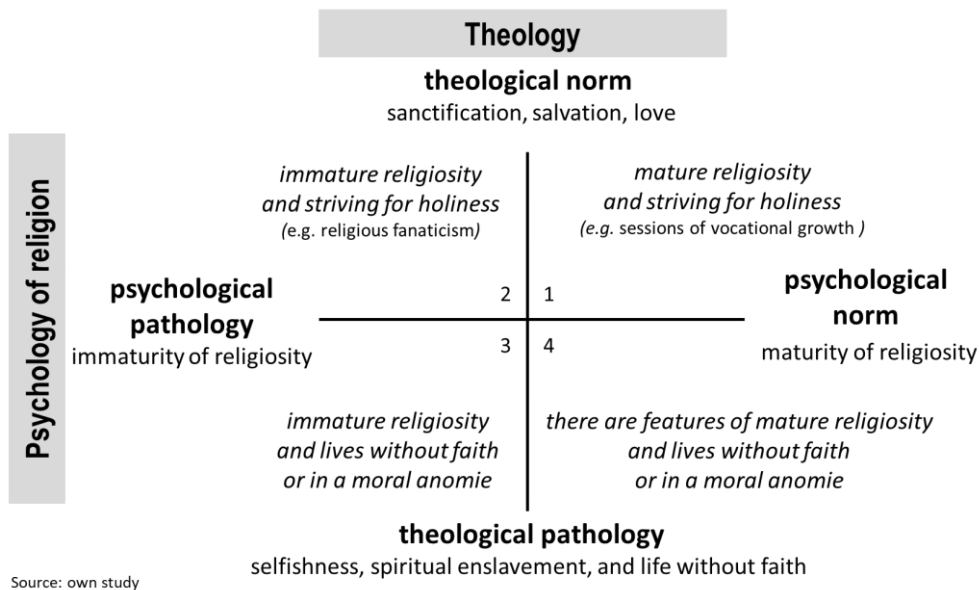 Theology
theological norm
sanctification, salvation, love
Psychology of religion
immature religiosity
and striving for holiness
(e.g. religious fanaticism)
mature religiosity
and striving for holiness
(e.g. sessions of vocational growth )
psychological
pathology
immaturity of religiosity
2
1
3
4
psychological
norm
maturity of religiosity
immature religiosity
and lives without faith
or in a moral anomie
there are features of mature religiosity
and lives without faith
or in a moral anomie
theological pathology
selfishness, spiritual enslavement, and life without faith
Source: own study